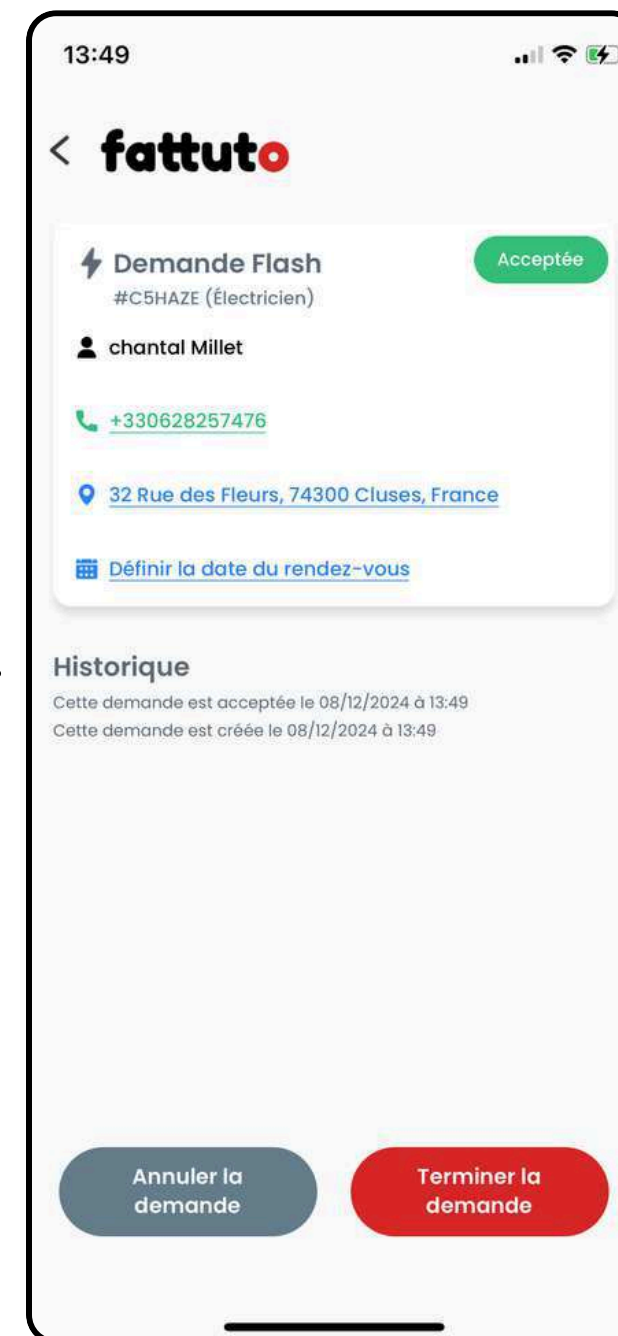 13:49
fattuto
Demande Flash
Acceptée
#C5HAZE (Électricien)
chantal Millet
+330628257476
32 Rue des Fleurs, 74300 Cluses, France
Définir la date du rendez-vous
Historique
Cette demande est acceptée le 08/12/2024 à 13:49
Cette demande est créée le 08/12/2024 à 13:49
Annuler la
demande
Terminer la
demande